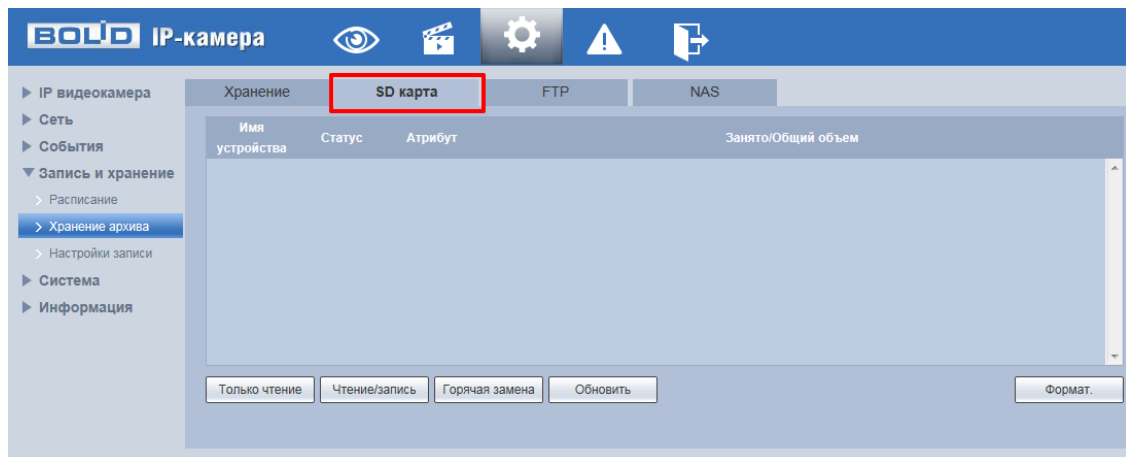 BOLID IP-камера
IP видеокамера
Сеть
События
Запись и хранение
Расписание
Хранение архива
Настройки записи
Система
Информация
Хранение SD карта FTP NAS
Имя устройства Статус Атрибут Занято/Общий объем
Только чтение Чтение/запись Горячая замена Обновить Формат.